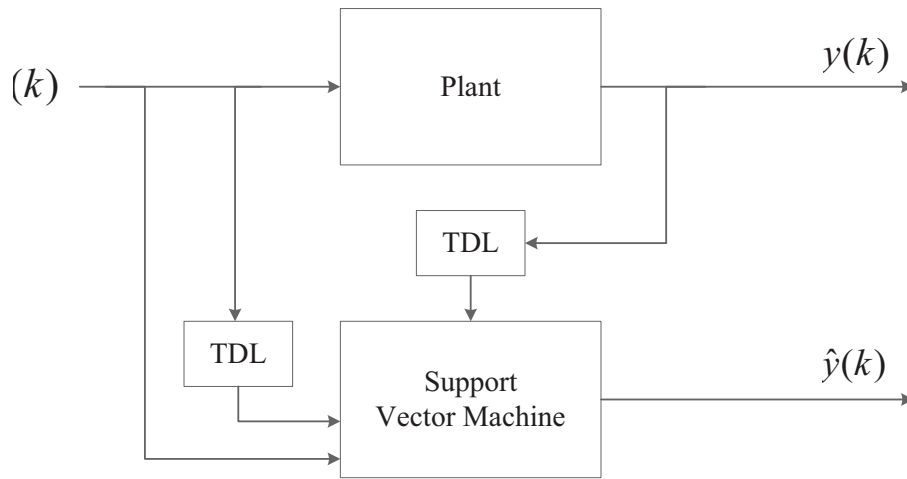 (k)
y(k)
Plant
TDL
TDL
Support
Vector Machine
ŷ(k)